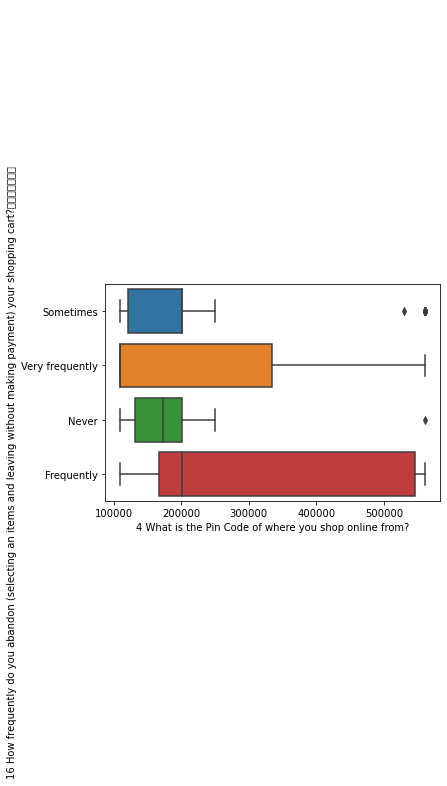 16 How frequently do you abandon (selecting an items and leaving without making payment) your shopping cart?
Sometimes
Very frequently
Never
Frequently
100000 200000 300000 400000 500000
4 What is the Pin Code of where you shop online from?